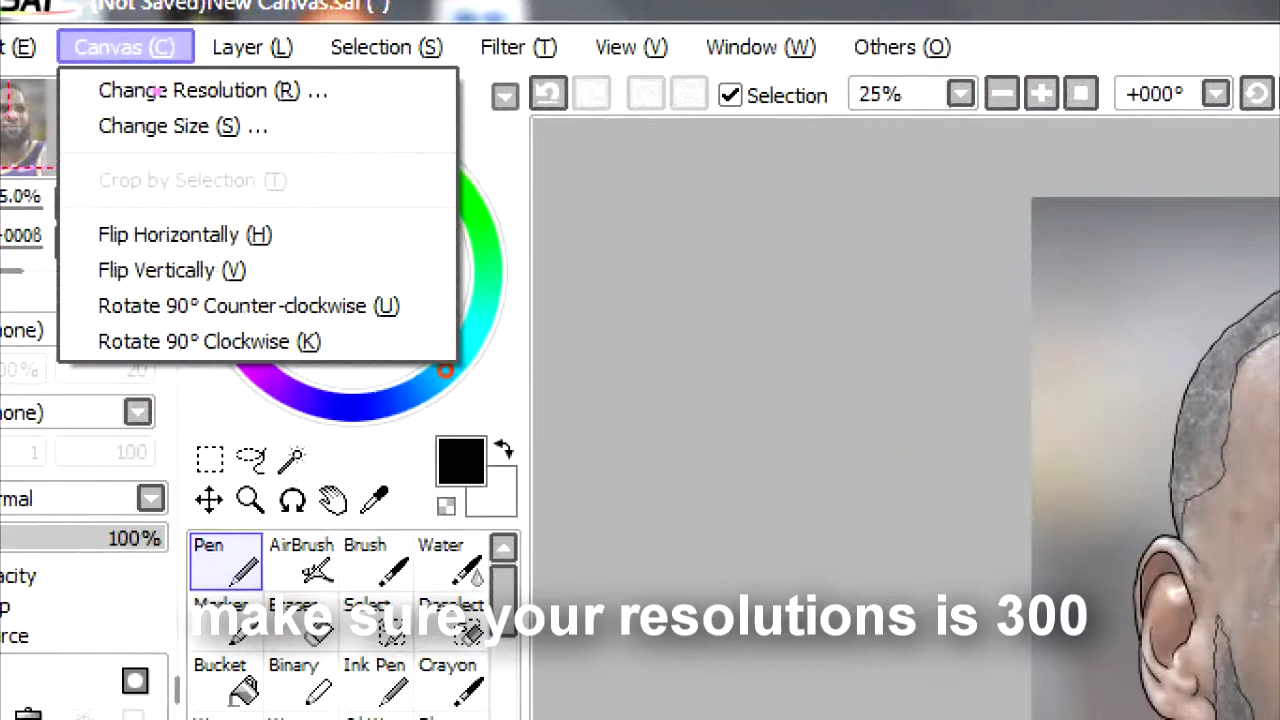 SAI
(Not Saved)New Canvas.sai (*)
t (E) Canvas (C) Layer (L) Selection (S) Filter (T) View (V) Window (W) Others (O)
Change Resolution (R) ...
Change Size (S) ...
Crop by Selection (T)
Flip Horizontally (H)
Flip Vertically (V)
Rotate 90° Counter-clockwise (U)
Rotate 90° Clockwise (K)
Selection 25% +000°
5.0%
+0008
one)
00% 20
one)
1 100
rmal
100%
acity
p
rce
Pen AirBrush Brush Water
Marker Eraser Select Deselect
make sure your resolutions is 300
Bucket Binary Ink Pen Crayon